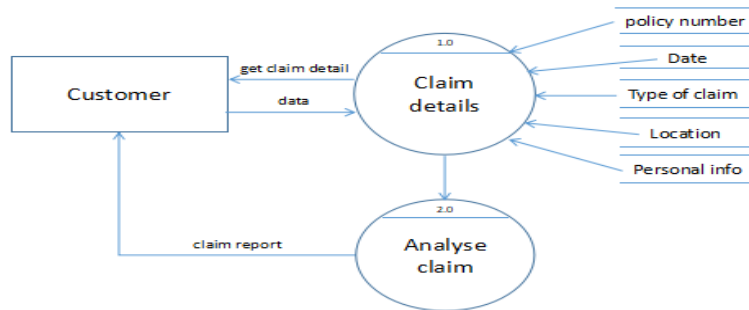 policy number
1.0
Date
get claim detail
Customer
Claim
details
Type of claim
data
Location
Personal info
2.0
claim report
Analyse
claim